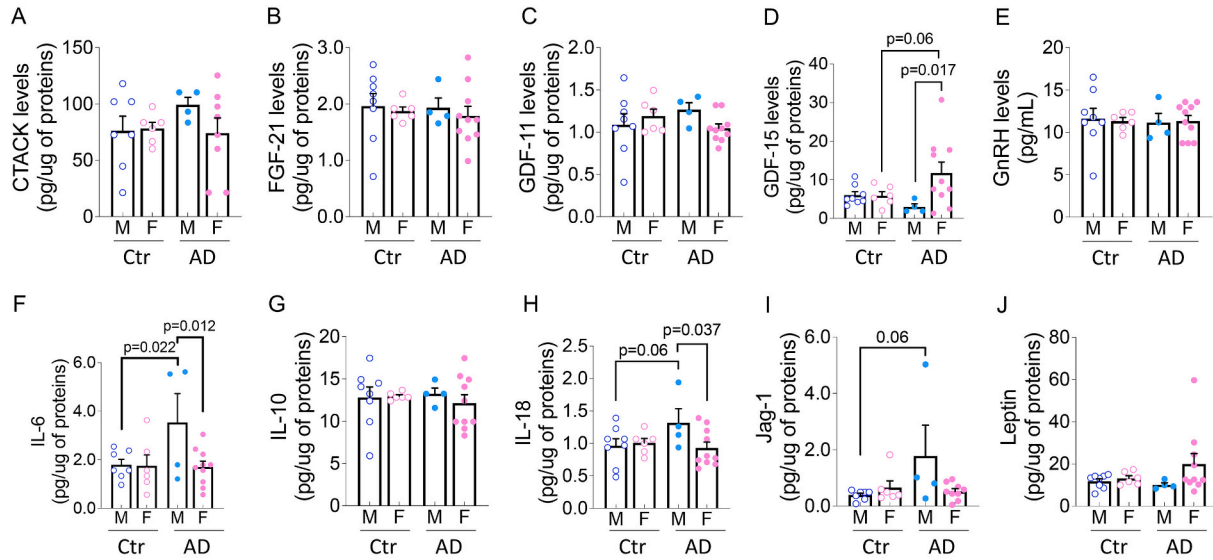 A
CTACK levels
(pg/ug of proteins)
150
100
50
0
M F M F
Ctr AD
B
FGF-21 levels
(pg/ug of proteins)
3.0
2.0
1.0
0.0
M F M F
Ctr AD
C
GDF-11 levels
(pg/ug of proteins)
2.0
1.5
1.0
0.5
0.0
M F M F
Ctr AD
D
GDF-15 levels
(pg/ug of proteins)
p=0.06
p=0.017
60
40
20
10
0
M F M F
Ctr AD
E
GnRH levels
(pg/mL)
20
15
10
5
0
M F M F
Ctr AD
F
IL-6
(pg/ug of proteins)
p=0.012
p=0.022
6.0
4.0
2.0
0.0
M F M F
Ctr AD
G
IL-10
(pg/ug of proteins)
20
15
10
5
0
M F M F
Ctr AD
H
IL-18
(pg/ug of proteins)
p=0.06
p=0.037
2.5
2.0
1.5
1.0
0.5
0.0
M F M F
Ctr AD
I
Jag-1
(pg/ug of proteins)
0.06
6.0
4.0
2.0
0.0
M F M F
Ctr AD
J
Leptin
(pg/ug of proteins)
80
60
40
20
0
M F M F
Ctr AD